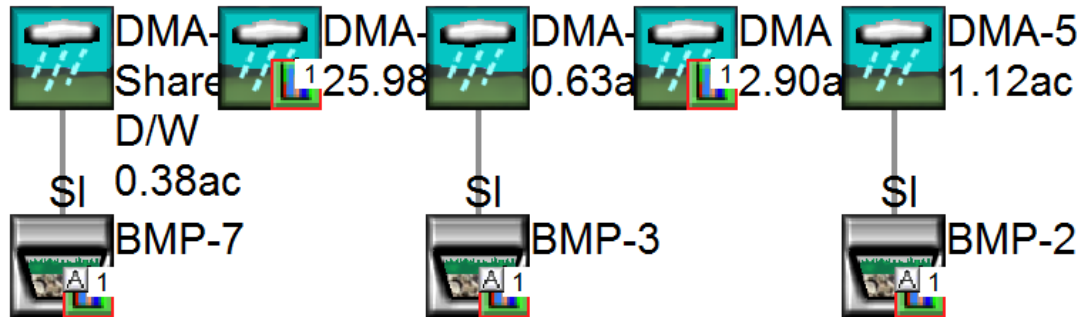 DMA-
Share
D/W
0.38ac
1
DMA-
25.98
DMA-
0.63a
1
DMA
2.90a
DMA-5
1.12ac
SI
BMP-7
A 1
SI
BMP-3
A 1
SI
BMP-2
A 1